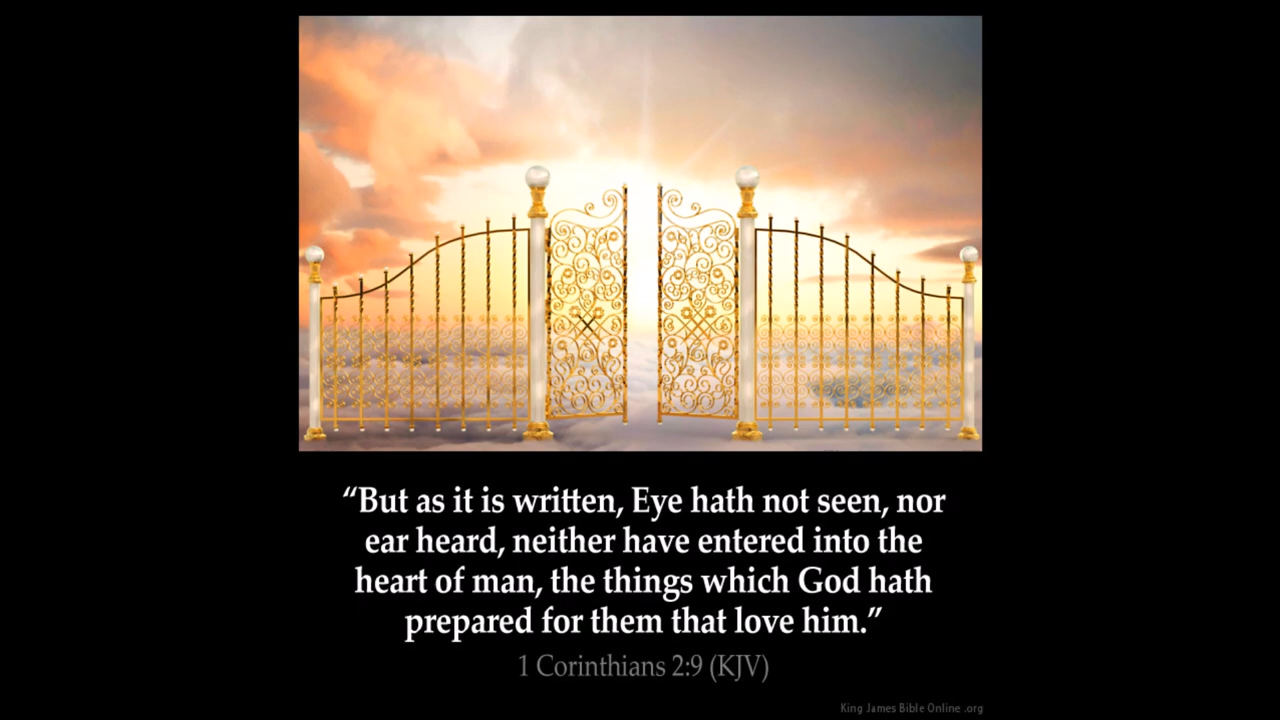 “But as it is written, Eye hath not seen, nor
ear heard, neither have entered into the
heart of man, the things which God hath
prepared for them that love him.”
1 Corinthians 2:9 (KJV)
King James Bible Online .org